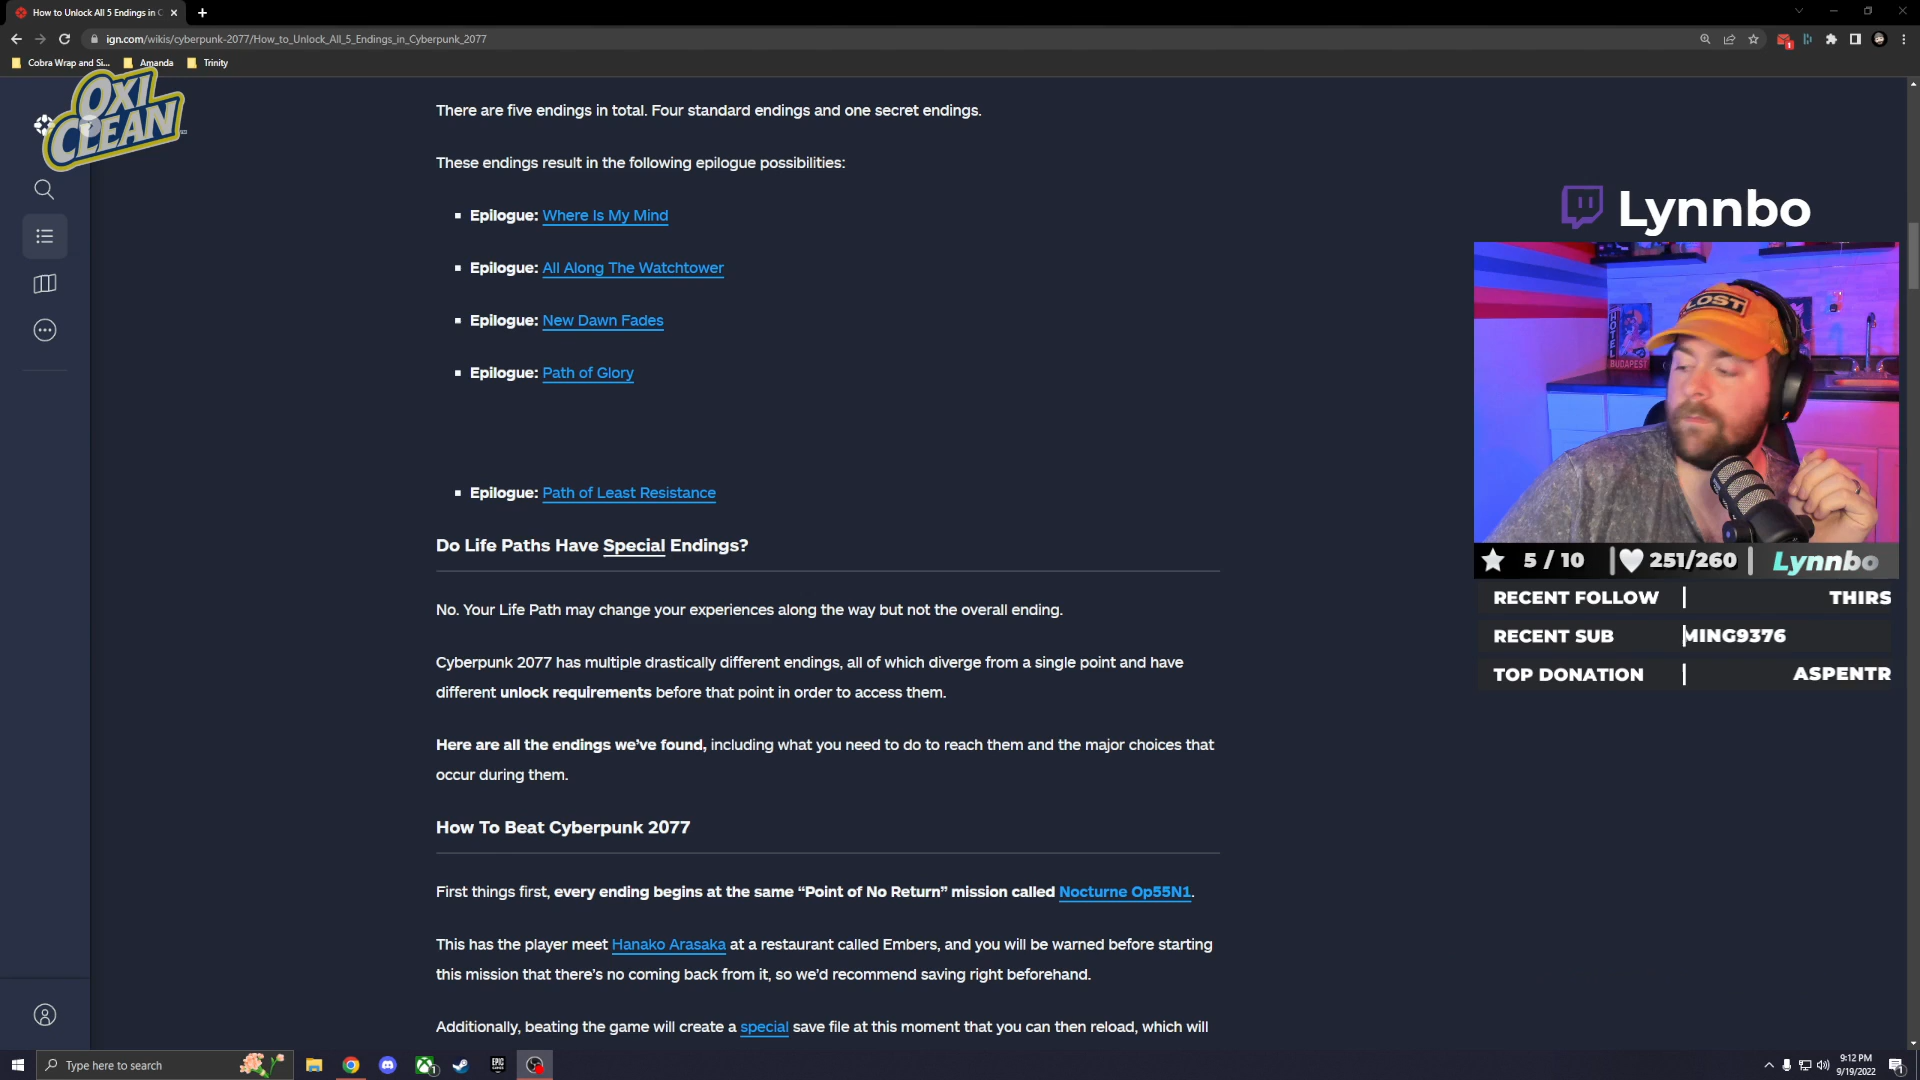 How to Unlock All 5 Endings in C
ign.com/wikis/cyberpunk-2077/How_to_Unlock_All_5_Endings_in_Cyberpunk_2077
Cobra Wrap and Si...
Amanda
Trinity
OXI
CLEAN
There are five endings in total. Four standard endings and one secret endings.
These endings result in the following epilogue possibilities:
Epilogue: Where Is My Mind
Epilogue: All Along The Watchtower
Epilogue: New Dawn Fades
Epilogue: Path of Glory
Epilogue: Path of Least Resistance
Do Life Paths Have Special Endings?
No. Your Life Path may change your experiences along the way but not the overall ending.
Cyberpunk 2077 has multiple drastically different endings, all of which diverge from a single point and have
different unlock requirements before that point in order to access them.
Here are all the endings we've found, including what you need to do to reach them and the major choices that
occur during them.
How To Beat Cyberpunk 2077
First things first, every ending begins at the same “Point of No Return” mission called Nocturne Op55N1.
This has the player meet Hanako Arasaka at a restaurant called Embers, and you will be warned before starting
this mission that there's no coming back from it, so we'd recommend saving right beforehand.
Additionally, beating the game will create a special save file at this moment that you can then reload, which will
Lynnbo
LOST
HOTEL
BUDAPEST
5 / 10
251/260
Lynnbo
RECENT FOLLOW
THIRS
RECENT SUB
MING9376
TOP DONATION
ASPENTR
Type here to search
EPIC
GAMES
9:12 PM
9/19/2022